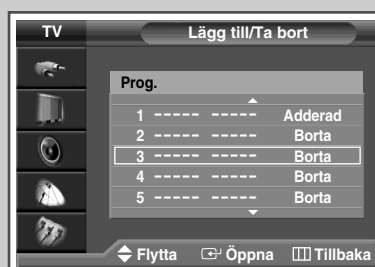 TV Lägg till/Ta bort
Prog.
1 ----- ----- Adderad
2 ----- ----- Borta
3 ----- ----- Borta
4 ----- ----- Borta
5 ----- ----- Borta
Flytta Öppna Tillbaka